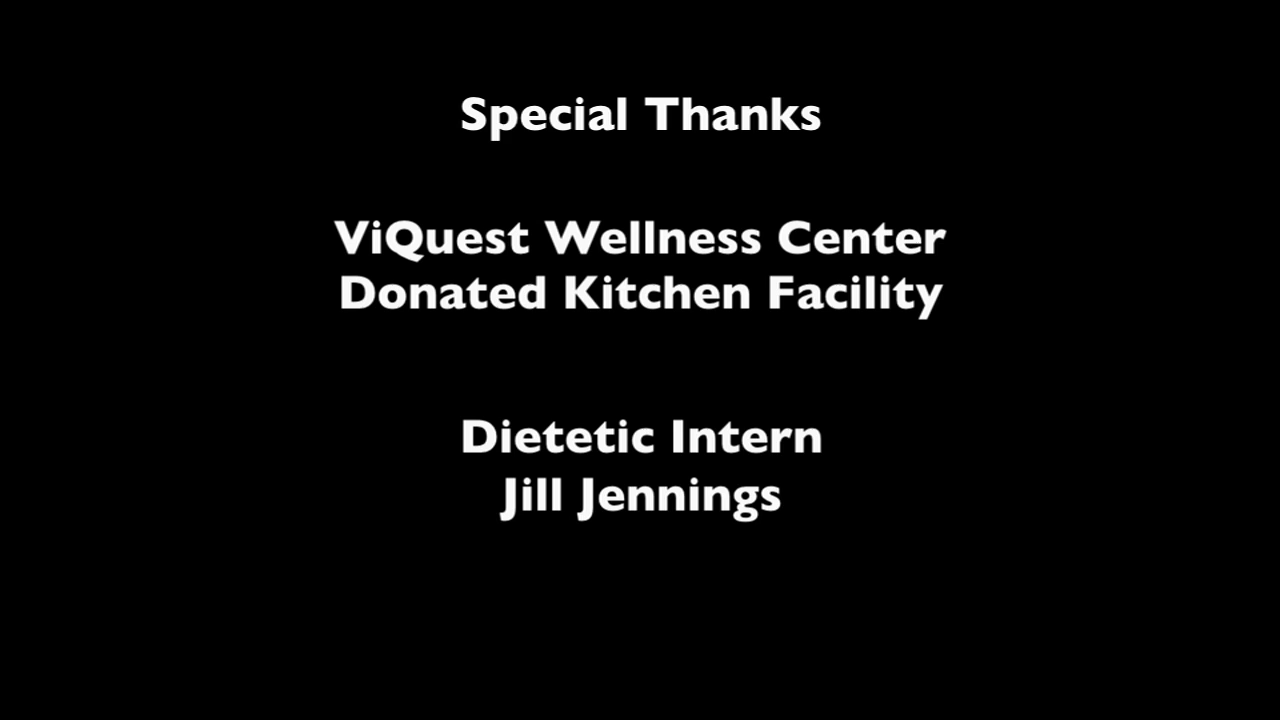 Special Thanks
ViQuest Wellness Center
Donated Kitchen Facility
Dietetic Intern
Jill Jennings